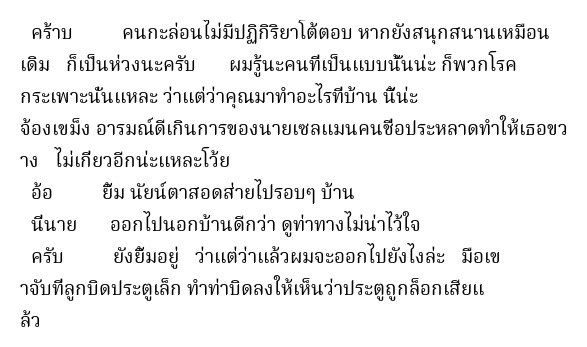 คร้าบ คนกะล่อนไม่มีปฏิกิริยาโต้ตอบ หากยังสนุกสนานเหมือน
เดิม ก็เป็นห่วงนะครับ ผมรู้นะคนที่เป็นแบบนั้นน่ะ ก็พวกโรค
กระเพาะนั่นแหละ ว่าแต่ว่าคุณมาทำอะไรที่บ้าน นี้น่ะ
จ้องเขม็ง อารมณ์ดีเกินการของนายเซลแมนคนชื่อประหลาดทำให้เธอขว
าง ไม่เกี่ยวอีกน่ะแหละโว้ย
อ้อ ยิ้ม นัยน์ตาสอดส่ายไปรอบๆ บ้าน
นี่นาย ออกไปนอกบ้านดีกว่า ดูท่าทางไม่น่าไว้ใจ
ครับ ยังยิ้มอยู่ ว่าแต่ว่าแล้วผมจะออกไปยังไงล่ะ มือเข
าจับที่ลูกบิดประตูเล็ก ทำท่าบิดลงให้เห็นว่าประตูถูกล็อกเสียแ
ล้ว